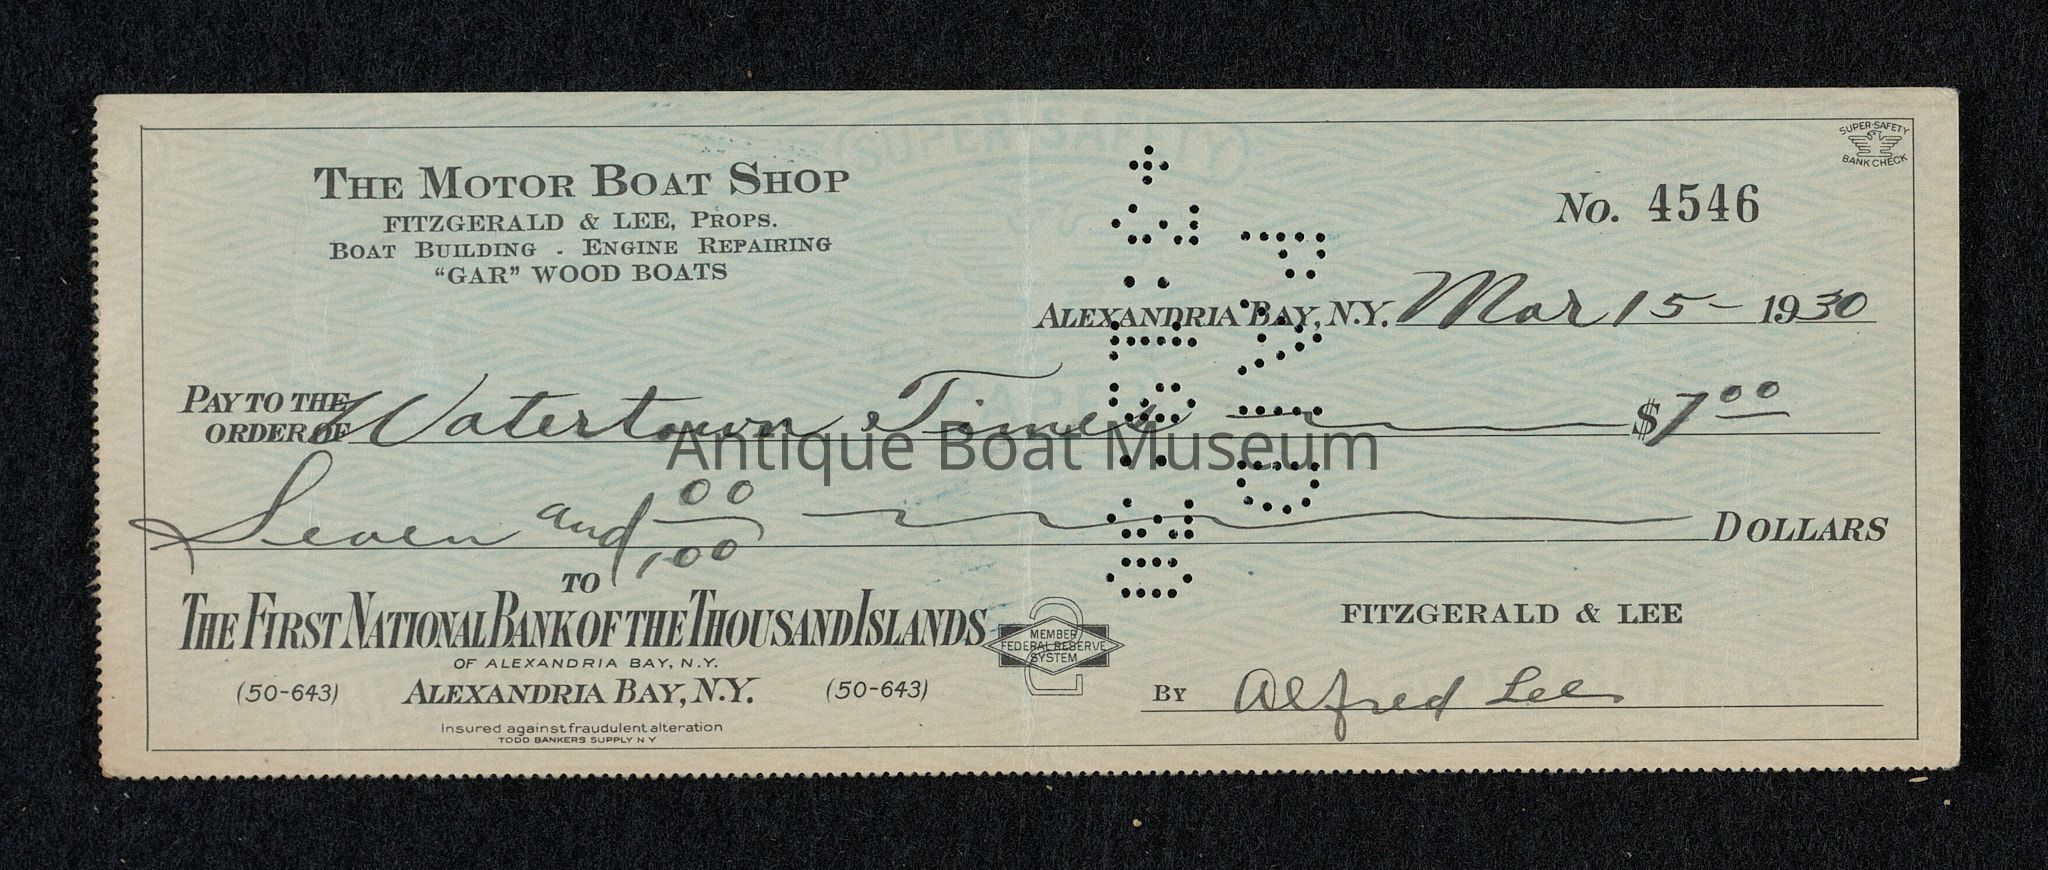 SUPER SAFETY
SUPER-SAFETY
BANK CHECK
THE MOTOR BOAT SHOP
FITZGERALD & LEE, PROPS.
BOAT BUILDING - ENGINE REPAIRING
"GAR" WOOD BOATS
No. 4546
ALEXANDRIA BAY, N.Y. Mar 15- 1930
PAY TO THE
ORDER OF Watertown Times $7 00
Antique Boat Museum
Seven and 00/100 DOLLARS
TO
THE FIRST NATIONAL BANK OF THE THOUSAND ISLANDS
OF ALEXANDRIA BAY, N.Y.
(50-643) ALEXANDRIA BAY, N.Y. (50-643)
Insured against fraudulent alteration
TODD BANKERS SUPPLY N Y
2
MEMBER
FEDERAL RESERVE
SYSTEM
FITZGERALD & LEE
BY Alfred Lee
PAID